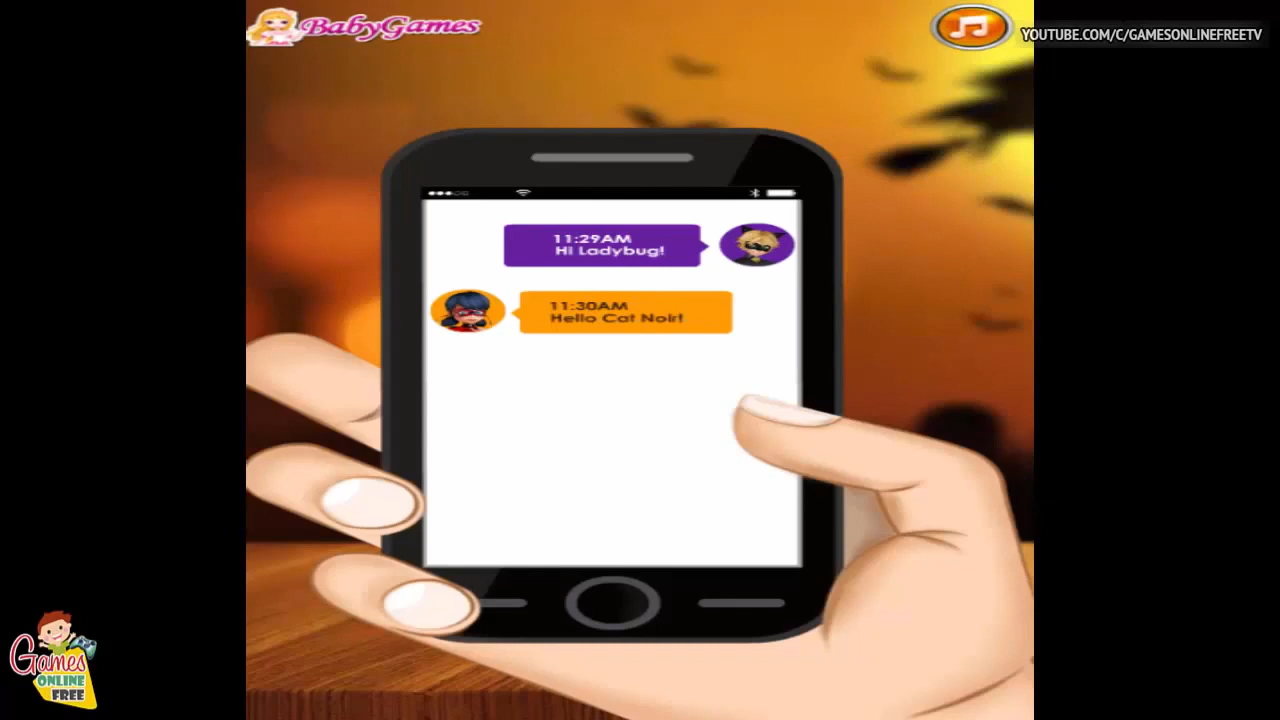 BabyGames
YOUTUBE.COM/C/GAMESONLINEFREETV
11:29AM
Hi Ladybug!
11:30AM
Hello Cat Noir!
GAMES
ONLINE
FREE